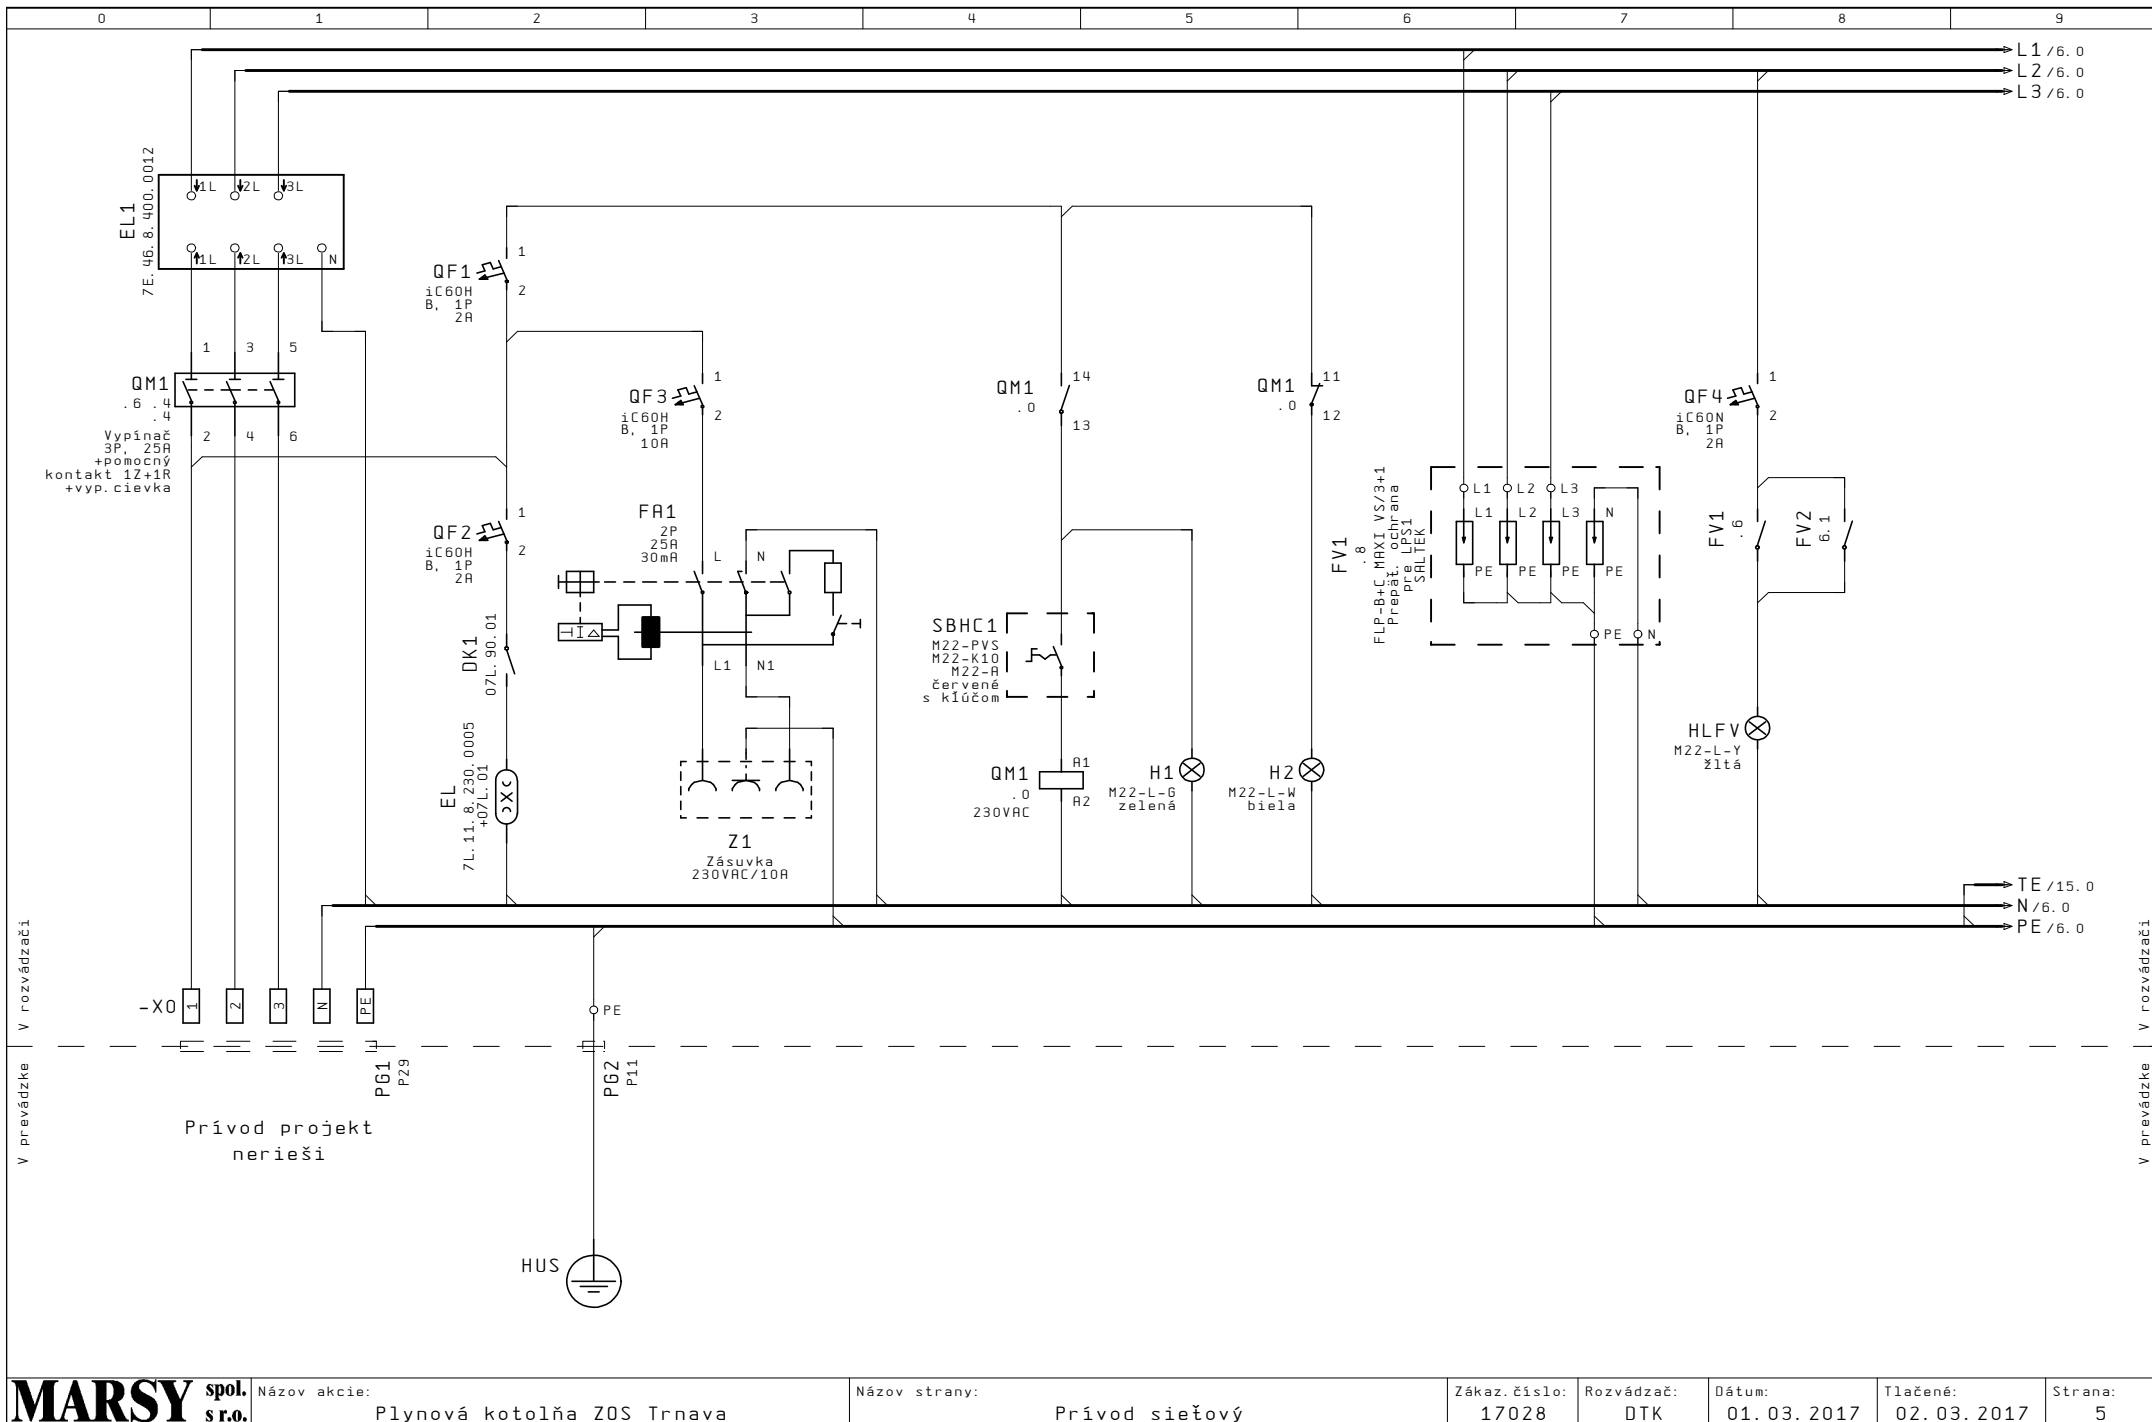 0 1 2 3 4 5 6 7 8 9
L1 /6.0
L2 /6.0
L3 /6.0
EL1
7E.46.8.400.0012
1L 2L 3L
1L 2L 3L N
1 3 5
QM1
.6 .4
.4
Vypínač
3P, 25A
+pomocný
kontakt 1Z+1R
+vyp.cievka
2 4 6
QF1
iC60H
B, 1P
2A
1
2
QF2
iC60H
B, 1P
2A
1
2
DK1
07L.90.01
EL
7L.11.8.230.0005
+07L.01
QF3
iC60H
B, 1P
10A
1
2
FA1
2P
25A
30mA
L N
L1 N1
Z1
Zásuvka
230VAC/10A
QM1
.0
14
13
SBHC1
M22-PVS
M22-K10
M22-A
červené
s kľúčom
QM1
.0
230VAC
A1
A2
H1
M22-L-G
zelená
QM1
.0
11
12
H2
M22-L-W
biela
FV1
.8
FLP-B+C MAXI VS/3+1
Prepäť. ochrana
pre LPS1
SALTEK
L1 L2 L3
L1 L2 L3 N
PE PE PE PE
PE N
QF4
iC60N
B, 1P
2A
1
2
FV1
.6
FV2
6.1
HLFV
M22-L-Y
žltá
TE /15.0
N /6.0
PE /6.0
V rozvádzači
V rozvádzači
-X0 1 2 3 N PE
PE
PG1
P29
PG2
P11
V prevádzke
V prevádzke
Prívod projekt
nerieši
HUS
MARSY spol. s r.o.
Názov akcie:
Plynová kotolňa ZOS Trnava
Názov strany:
Prívod sieťový
Zákaz.číslo:
17028
Rozvádzač:
DTK
Dátum:
01.03.2017
Tlačené:
02.03.2017
Strana:
5